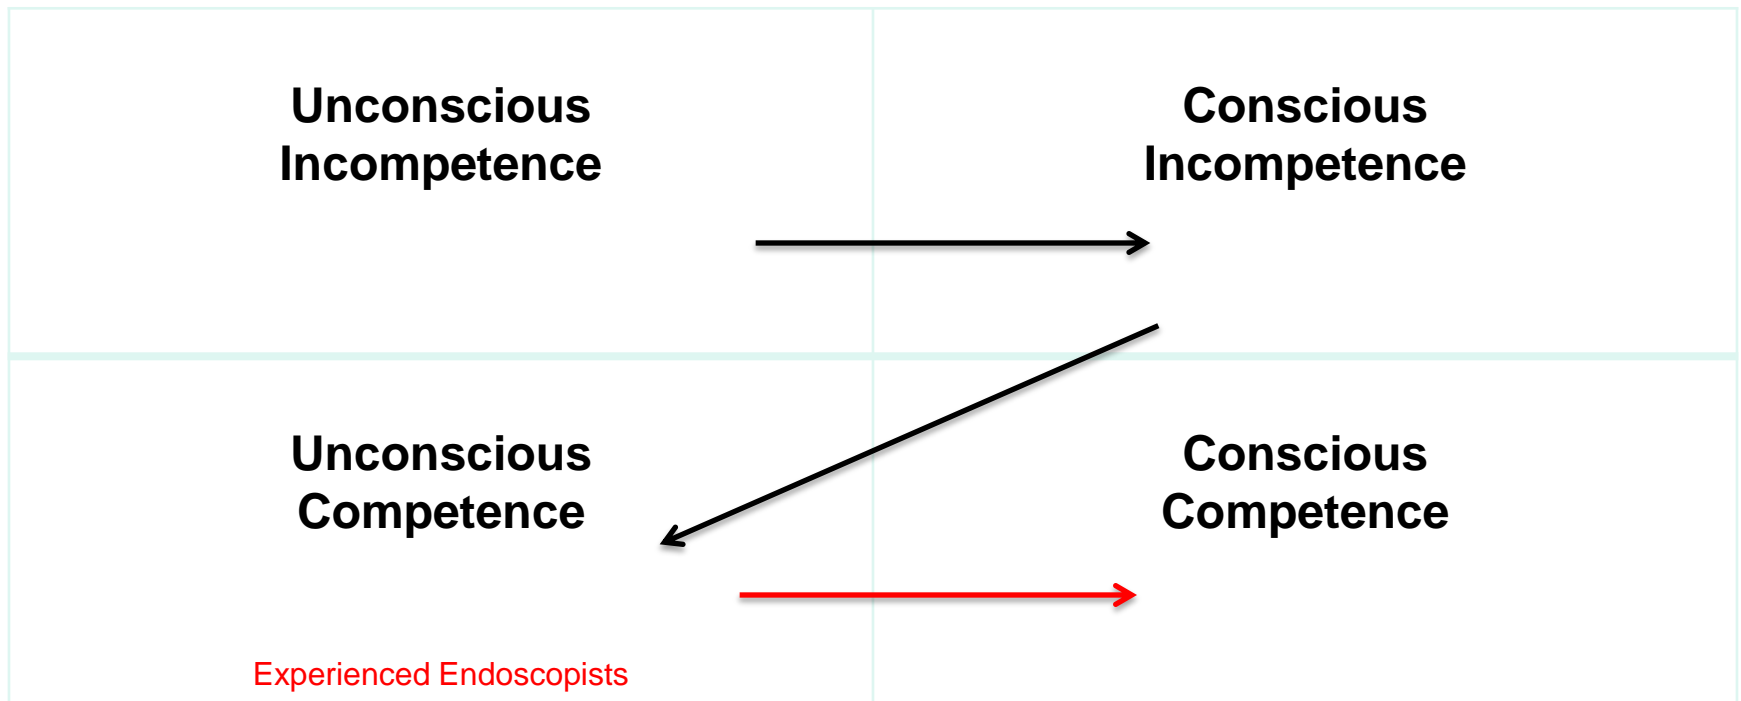 Unconscious
Incompetence
Conscious
Incompetence
Unconscious
Competence
Conscious
Competence
Experienced Endoscopists